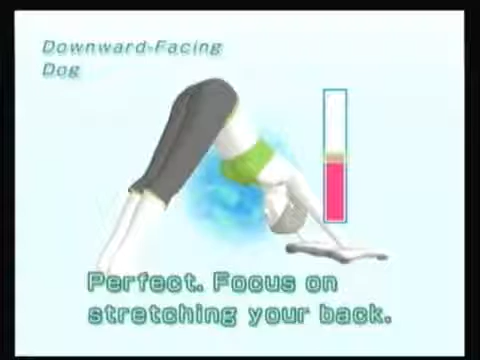 Downward-Facing
Dog
Perfect. Focus on
stretching your back.